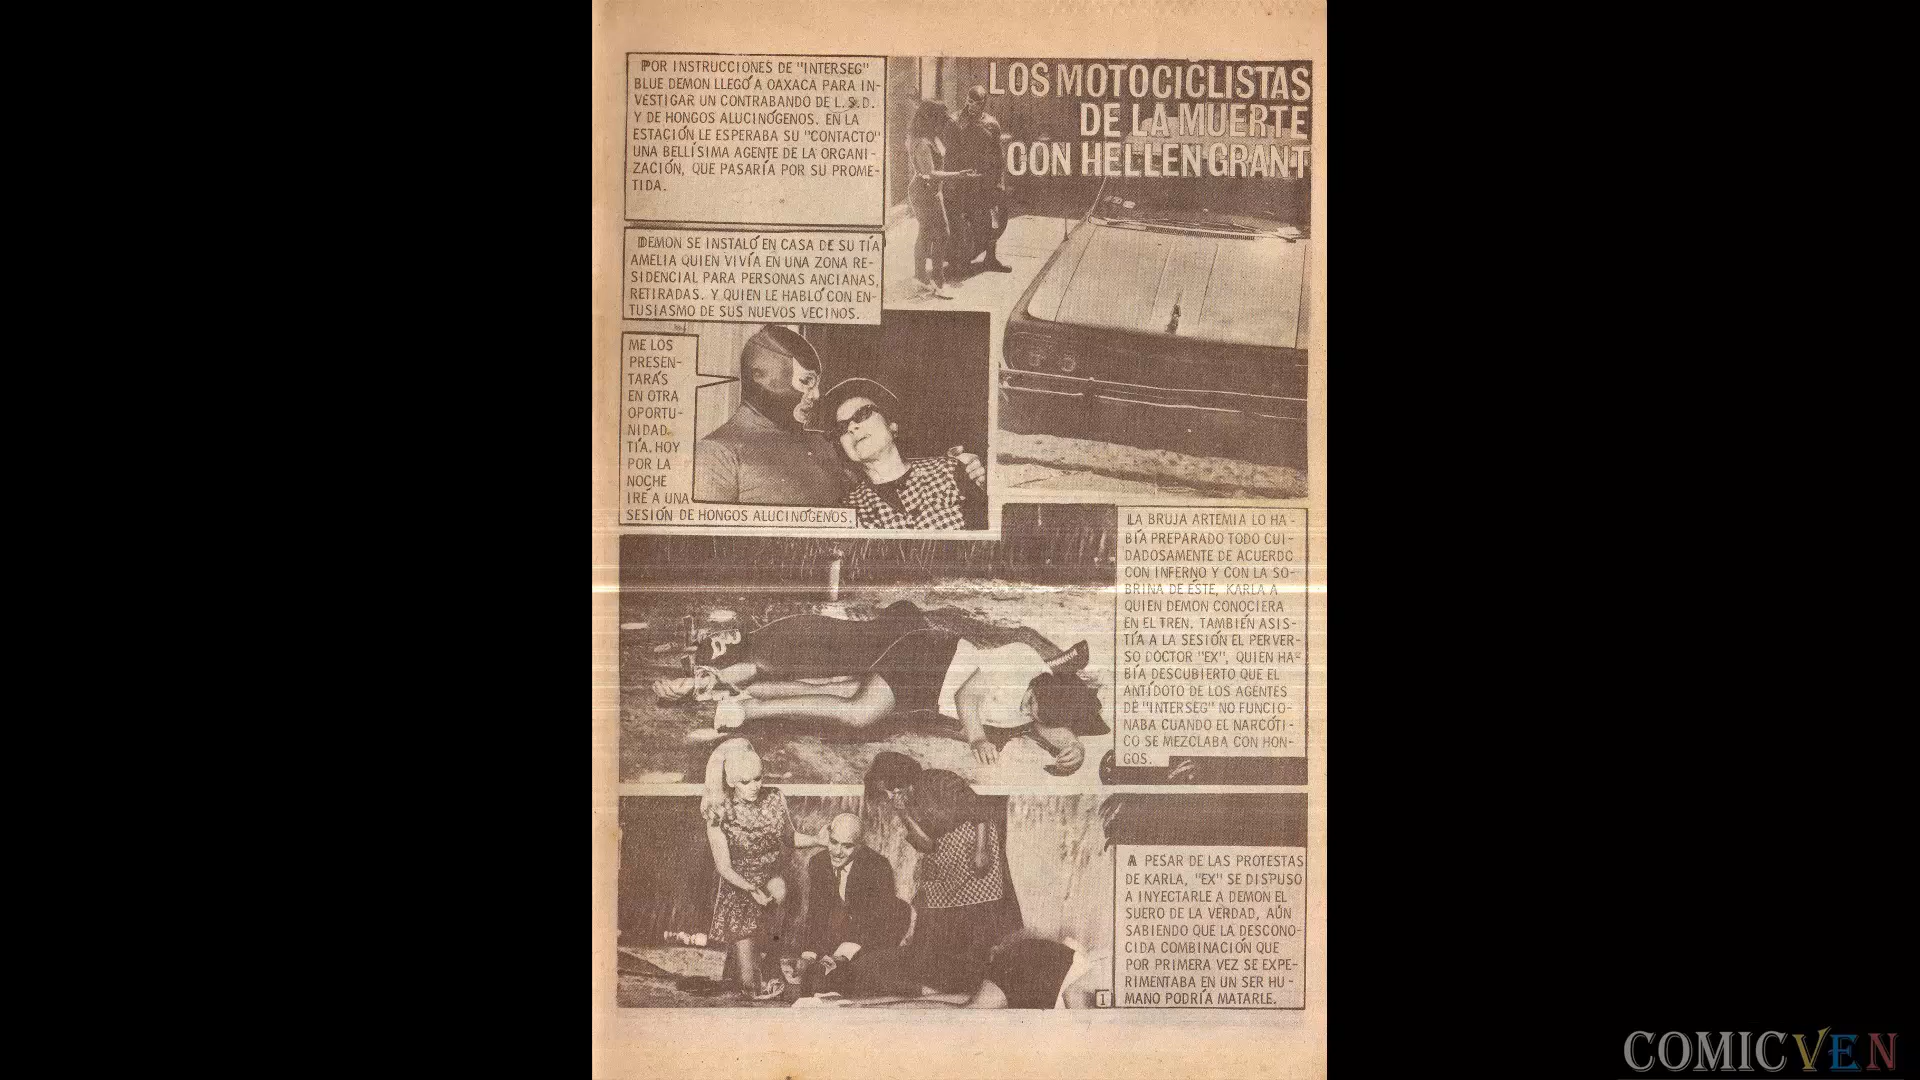 POR INSTRUCCIONES DE "INTERSEG"
BLUE DEMON LLEGÓ A OAXACA PARA IN-
VESTIGAR UN CONTRABANDO DE L.S.D.
Y DE HONGOS ALUCINÓGENOS. EN LA
ESTACIÓN LE ESPERABA SU "CONTACTO"
UNA BELLÍSIMA AGENTE DE LA ORGANI-
ZACIÓN, QUE PASARÍA POR SU PROME-
TIDA.
LOS MOTOCICLISTAS
DE LA MUERTE
CON HELLEN GRANT
DEMON SE INSTALÓ EN CASA DE SU TÍA
AMELIA QUIEN VIVÍA EN UNA ZONA RE-
SIDENCIAL PARA PERSONAS ANCIANAS,
RETIRADAS. Y QUIEN LE HABLÓ CON EN-
TUSIASMO DE SUS NUEVOS VECINOS.
ME LOS
PRESEN-
TARÁS
EN OTRA
OPORTU-
NIDAD,
TÍA. HOY
POR LA
NOCHE
IRÉ A UNA
SESIÓN DE HONGOS ALUCINÓGENOS.
LA BRUJA ARTEMIA LO HA-
BÍA PREPARADO TODO CUI-
DADOSAMENTE DE ACUERDO
CON INFERNO Y CON LA SO-
BRINA DE ÉSTE, KARLA A
QUIEN DEMON CONOCIERA
EN EL TREN. TAMBIÉN ASIS-
TÍA A LA SESIÓN EL PERVER-
SO DOCTOR "EX", QUIEN HA-
BÍA DESCUBIERTO QUE EL
ANTÍDOTO DE LOS AGENTES
DE "INTERSEG" NO FUNCIO-
NABA CUANDO EL NARCÓTI-
CO SE MEZCLABA CON HON-
GOS.
A PESAR DE LAS PROTESTAS
DE KARLA, "EX" SE DISPUSO
A INYECTARLE A DEMON EL
SUERO DE LA VERDAD, AÚN
SABIENDO QUE LA DESCONO-
CIDA COMBINACIÓN QUE
POR PRIMERA VEZ SE EXPE-
RIMENTABA EN UN SER HU-
MANO PODRÍA MATARLE.
1
COMICVEN